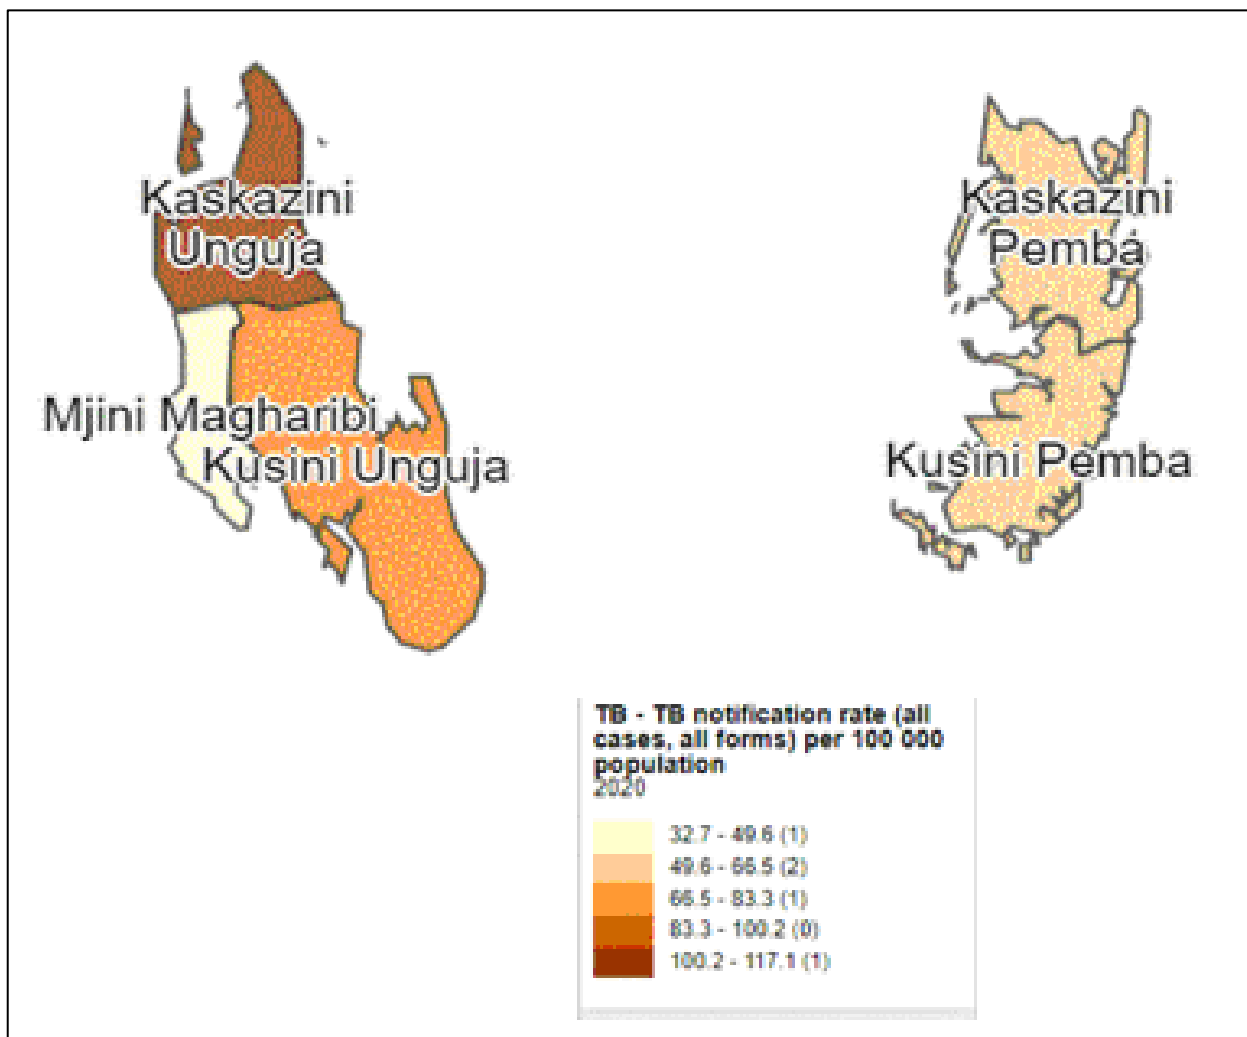 Kaskazini
Unguja
Mjini Magharibi
Kusini Unguja
Kaskazini
Pemba
Kusini Pemba
TB - TB notification rate (all
cases, all forms) per 100 000
population
2020
32.7 - 49.6 (1)
49.6 - 66.5 (2)
66.5 - 83.3 (1)
83.3 - 100.2 (0)
100.2 - 117.1 (1)